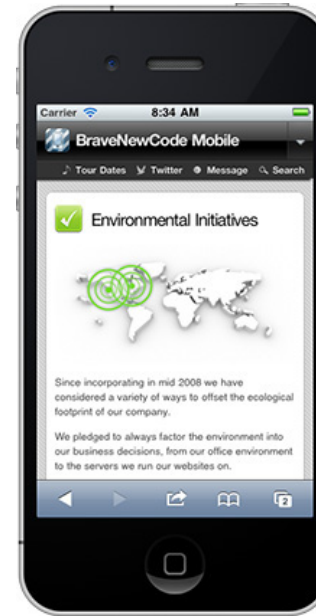 Carrier 8:34 AM
BraveNewCode Mobile
Tour Dates Twitter Message Search
Environmental Initiatives
Since incorporating in mid 2008 we have
considered a variety of ways to offset the ecological
footprint of our company.
We pledged to always factor the environment into
our business decisions, from our office environment
to the servers we run our websites on.
2